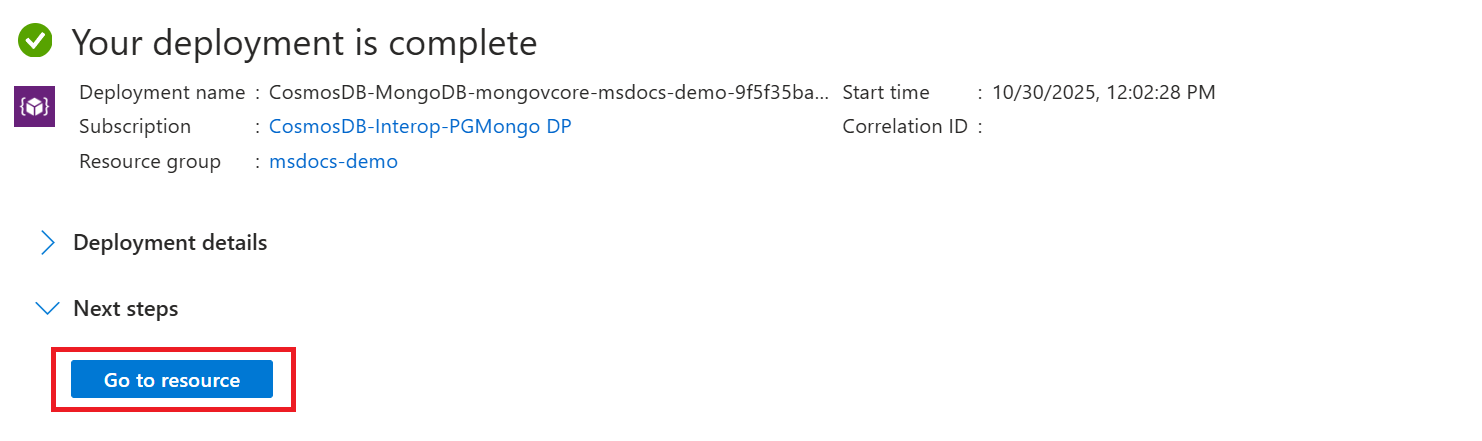 Your deployment is complete
Deployment name : CosmosDB-MongoDB-mongovcore-msdocs-demo-9f5f35ba... Start time : 10/30/2025, 12:02:28 PM
Subscription : CosmosDB-Interop-PGMongo DP Correlation ID :
Resource group : msdocs-demo
Deployment details
Next steps
Go to resource